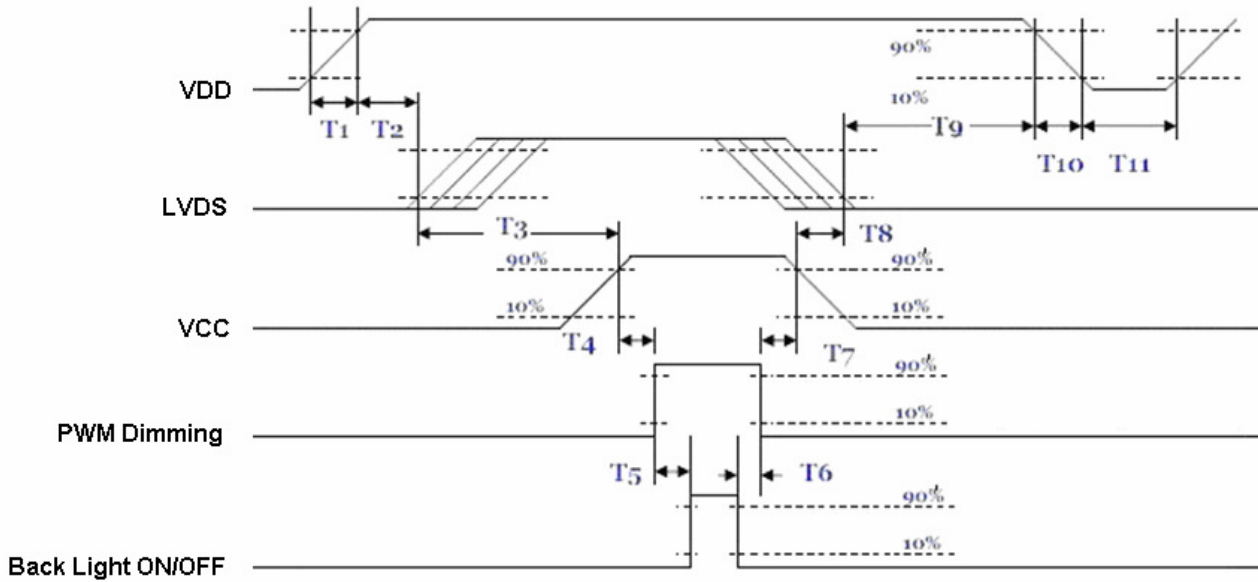 90%
VDD
10%
T1 T2 T9
T10 T11
LVDS
T3 T8
90% 90%
10% 10%
VCC
T4 T7
90%
10%
PWM Dimming
T5 T6
90%
10%
Back Light ON/OFF